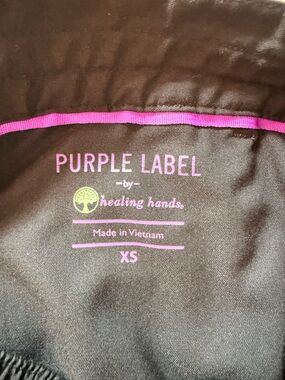 PURPLE LABEL
-by-
healing hands®
Made in Vietnam
XS